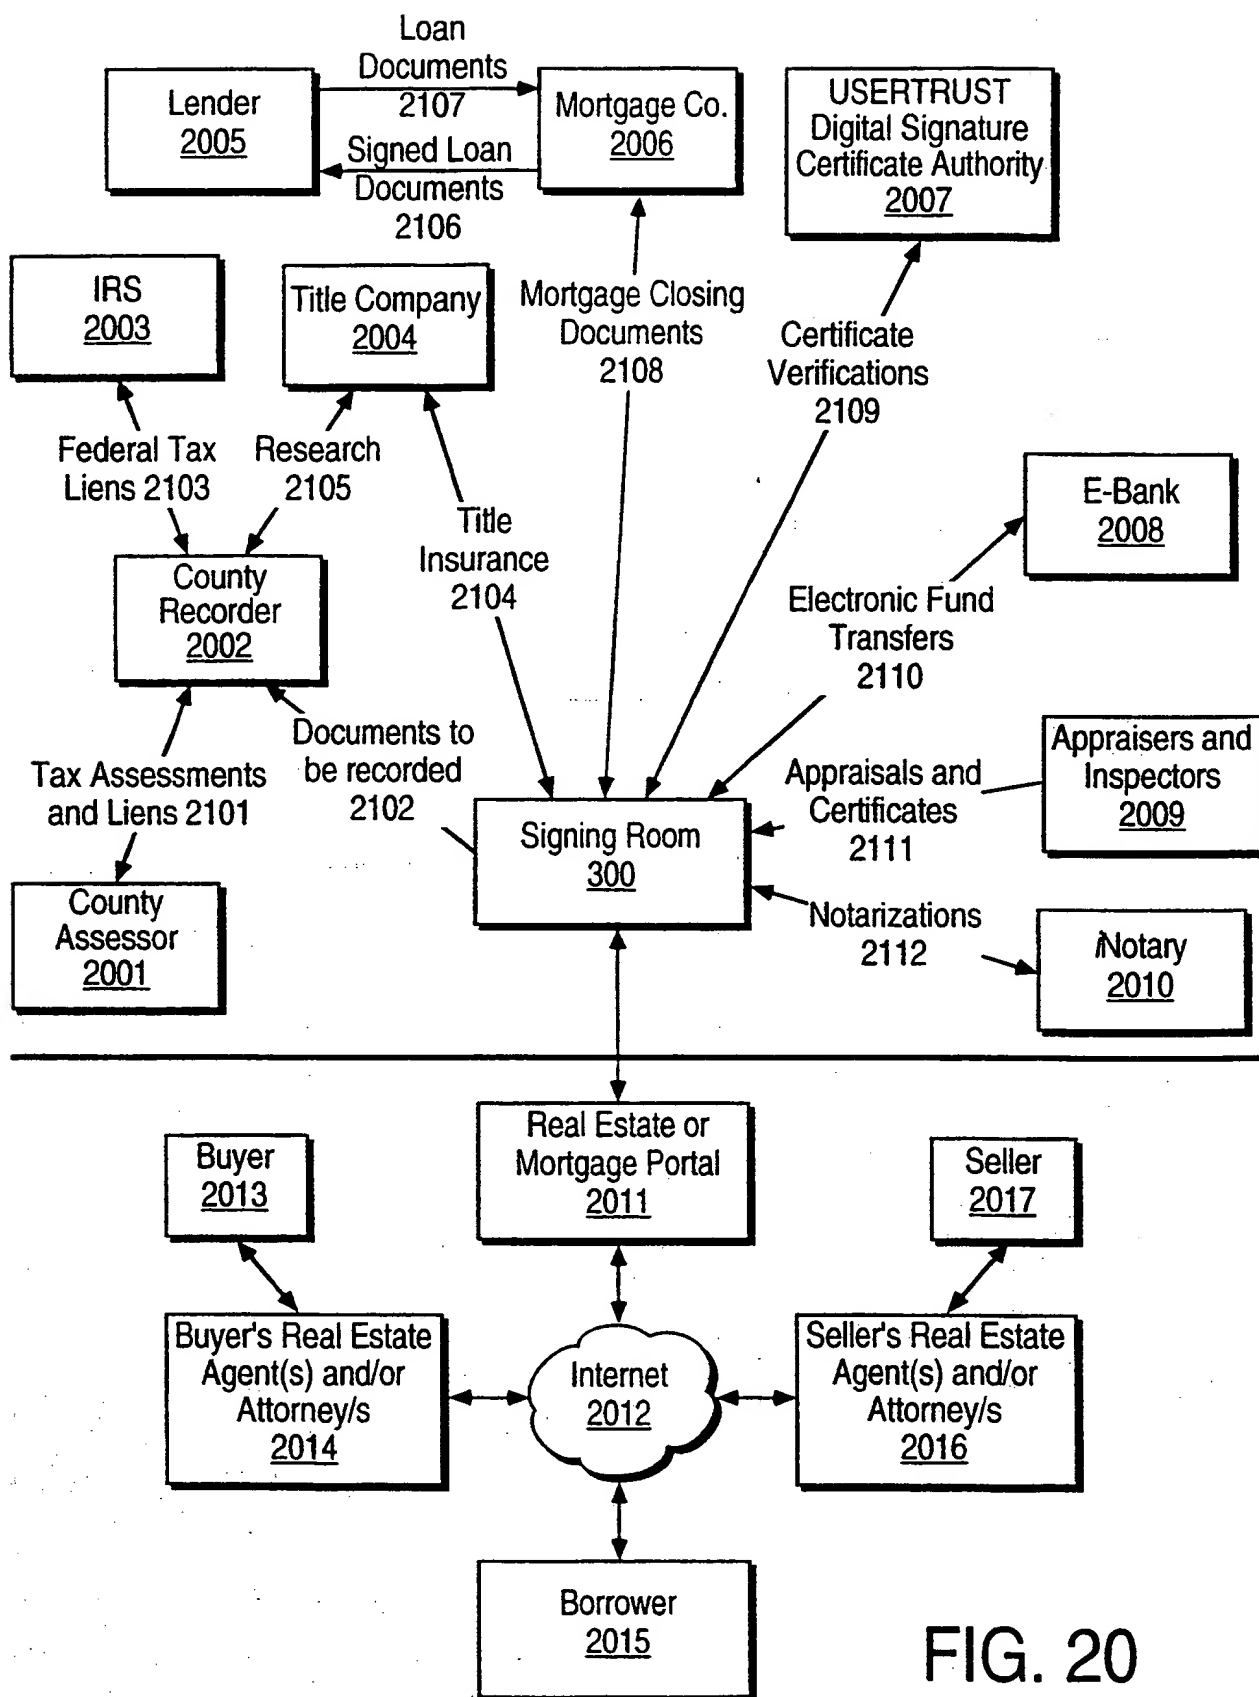 Loan
Documents
2107
Lender
2005
Mortgage Co.
2006
Signed Loan
Documents
2106
USERTRUST
Digital Signature
Certificate Authority
2007
IRS
2003
Title Company
2004
Mortgage Closing
Documents
2108
Certificate
Verifications
2109
Federal Tax
Liens 2103
Research
2105
Title
Insurance
2104
E-Bank
2008
County
Recorder
2002
Electronic Fund
Transfers
2110
Tax Assessments
and Liens 2101
Documents to
be recorded
2102
Signing Room
300
Appraisals and
Certificates
2111
Appraisers and
Inspectors
2009
County
Assessor
2001
Notarizations
2112
Notary
2010
Real Estate or
Mortgage Portal
2011
Buyer
2013
Seller
2017
Buyer's Real Estate
Agent(s) and/or
Attorney/s
2014
Internet
2012
Seller's Real Estate
Agent(s) and/or
Attorney/s
2016
Borrower
2015
FIG. 20